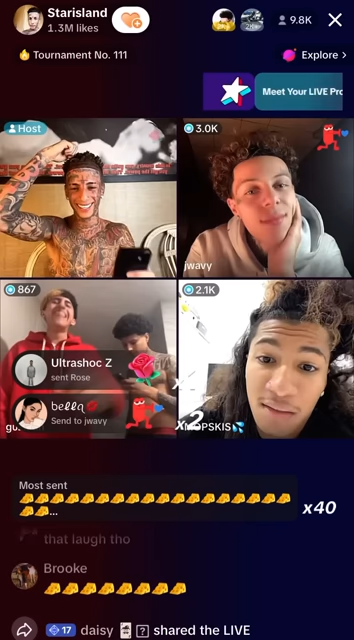 Starisland
1.3M likes
9.8K
Tournament No. 111
Explore >
Meet Your LIVE Pro
Host
3.0K
jwavy
867
2.1K
Ultrashoc Z
sent Rose
bella
Send to jwavy
x2
OPSKIS
Most sent
...
x40
that laugh tho
Brooke
17 daisy shared the LIVE